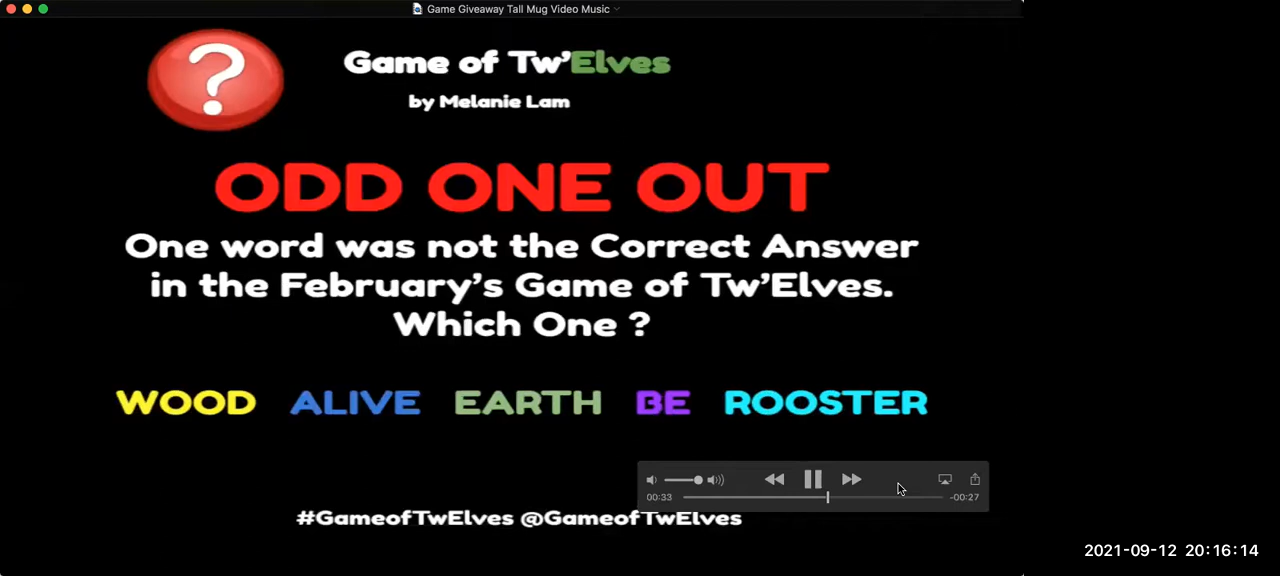 Game Giveaway Tall Mug Video Music
?
Game of Tw'Elves
by Melanie Lam
ODD ONE OUT
One word was not the Correct Answer
in the February's Game of Tw'Elves.
Which One ?
WOOD ALIVE EARTH BE ROOSTER
00:33 -00:27
#GameofTwElves @GameofTwElves
2021-09-12 20:16:14